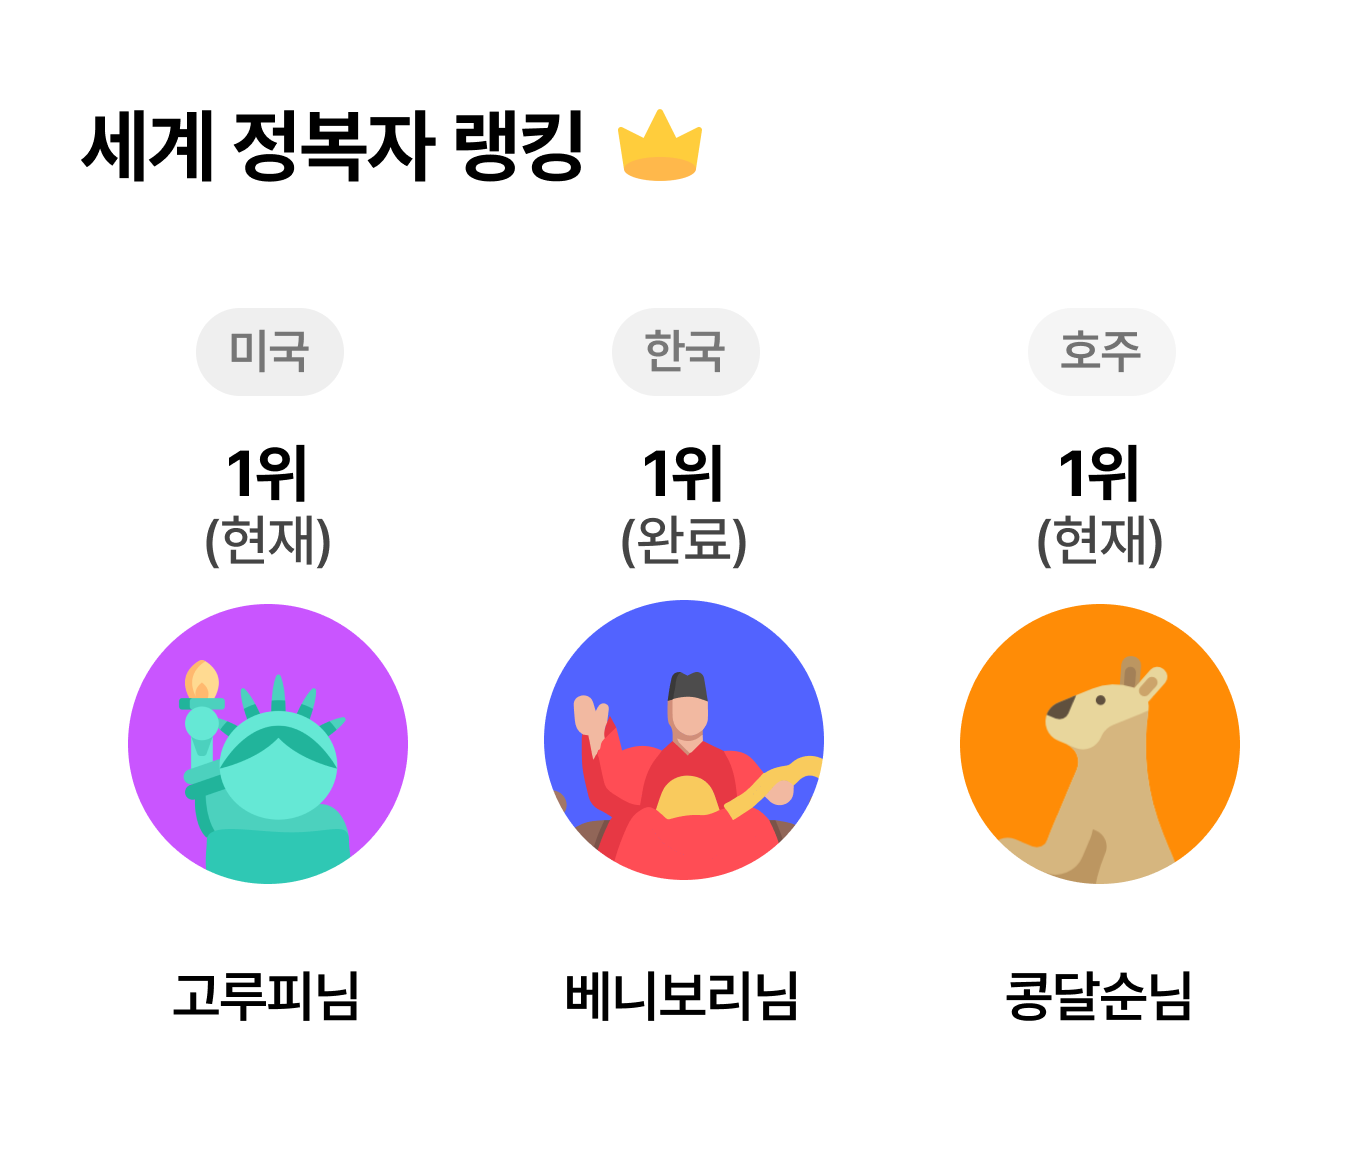 세계 정복자 랭킹
미국 한국 호주
1위 1위 1위
(현재) (완료) (현재)
고루피님 베니보리님 콩달순님